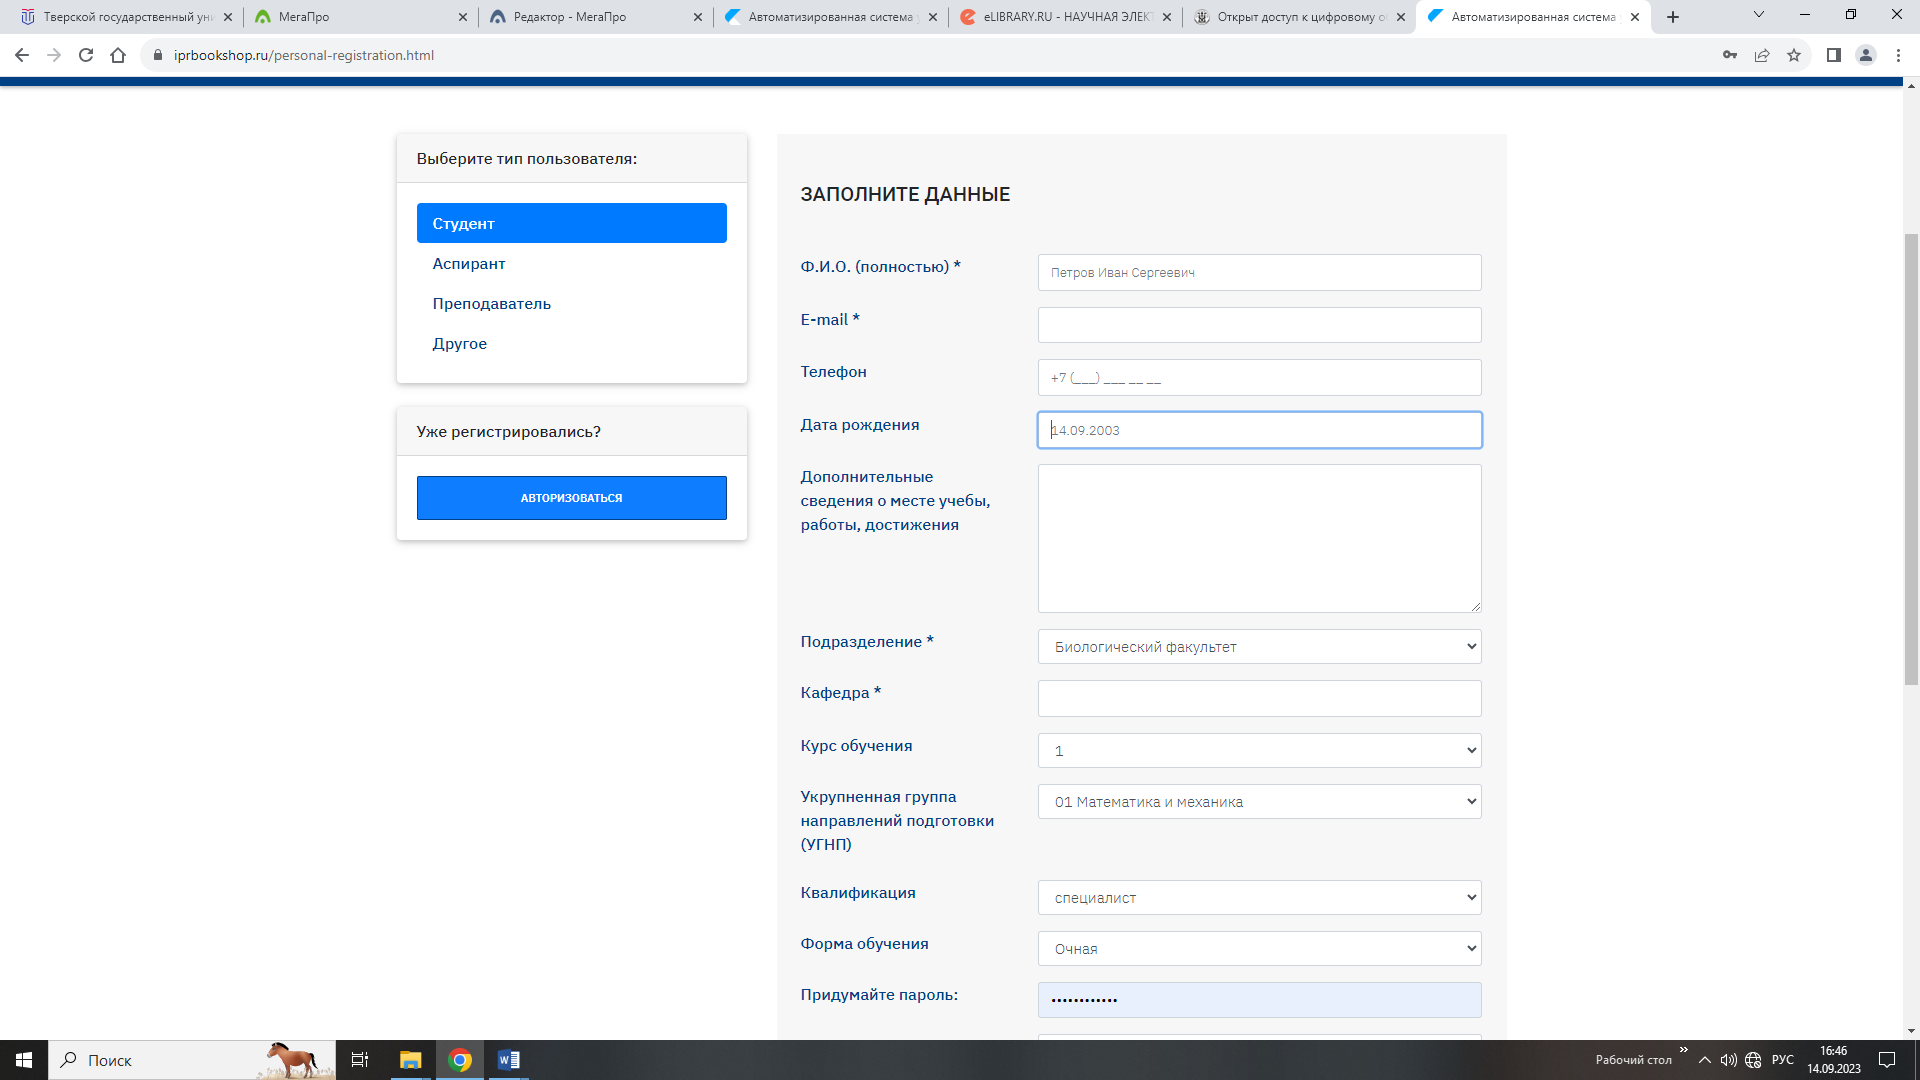 Тверской государственный уни
МегаПро
Редактор - МегаПро
Автоматизированная система у
eLIBRARY.RU - НАУЧНАЯ ЭЛЕКТ
Открыт доступ к цифровому о
Автоматизированная система у
iprbookshop.ru/personal-registration.html
Выберите тип пользователя:
Студент
Аспирант
Преподаватель
Другое
Уже регистрировались?
АВТОРИЗОВАТЬСЯ
ЗАПОЛНИТЕ ДАННЫЕ
Ф.И.О. (полностью) *
Петров Иван Сергеевич
E-mail *
Телефон
+7 (___) ___ __ __
Дата рождения
14.09.2003
Дополнительные
сведения о месте учебы,
работы, достижения
Подразделение *
Биологический факультет
Кафедра *
Курс обучения
1
Укрупненная группа
направлений подготовки
(УГНП)
01 Математика и механика
Квалификация
специалист
Форма обучения
Очная
Придумайте пароль:
••••••••••••
Поиск
Рабочий стол
РУС
16:46
14.09.2023